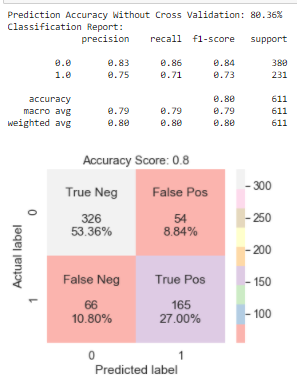 Prediction Accuracy Without Cross Validation: 80.36%
Classification Report:
precision recall f1-score support
0.0 0.83 0.86 0.84 380
1.0 0.75 0.71 0.73 231
accuracy 0.80 611
macro avg 0.79 0.79 0.79 611
weighted avg 0.80 0.80 0.80 611
Accuracy Score: 0.8
True Neg False Pos
326 54
53.36% 8.84%
False Neg True Pos
66 165
10.80% 27.00%
Actual label
0
1
0 1
Predicted label
300
250
200
150
100